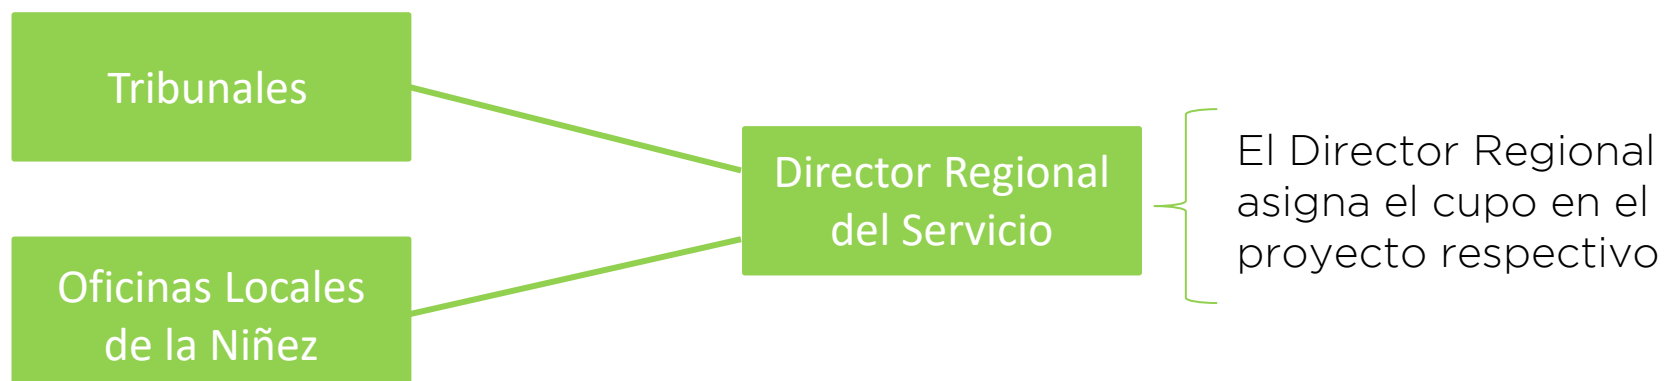 Tribunales
Oficinas Locales
de la Niñez
Director Regional
del Servicio
El Director Regional
asigna el cupo en el
proyecto respectivo